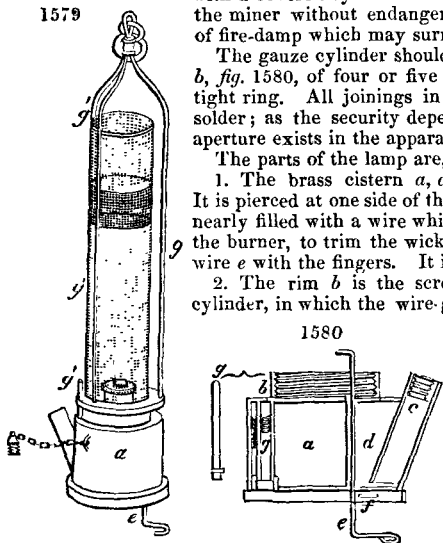 1579
the miner without endanger
of fire-damp which may surr
The gauze cylinder should
b, fig. 1580, of four or five
tight ring. All joinings in
solder; as the security depe
aperture exists in the appara
The parts of the lamp are,
1. The brass cistern a, d
It is pierced at one side of th
nearly filled with a wire whi
the burner, to trim the wick
wire e with the fingers. It i
2. The rim b is the scre
cylinder, in which the wire-g
g'
g
g'
g'
a
e
1580
g
b
c
g
a
d
f
e